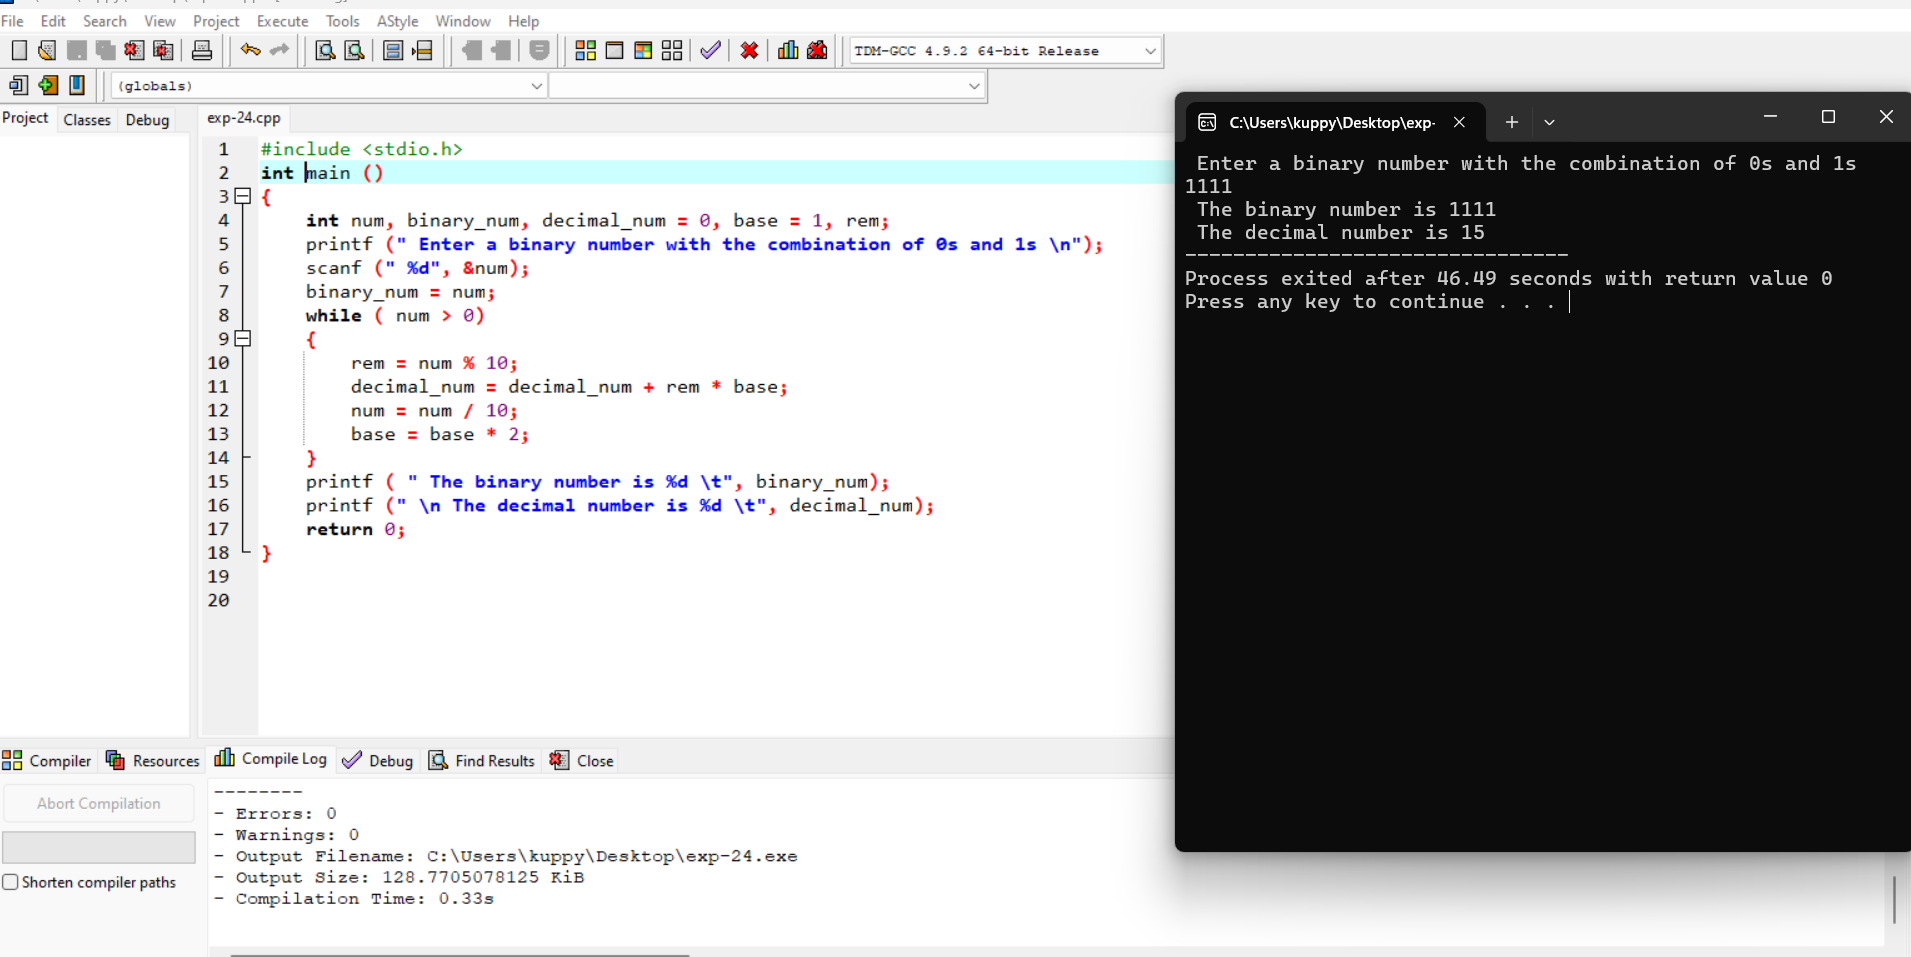 File Edit Search View Project Execute Tools AStyle Window Help
TDM-GCC 4.9.2 64-bit Release
(globals)
Project Classes Debug
exp-24.cpp
1 #include <stdio.h>
2 int main ()
3 {
4 int num, binary_num, decimal_num = 0, base = 1, rem;
5 printf (" Enter a binary number with the combination of 0s and 1s \n");
6 scanf (" %d", &num);
7 binary_num = num;
8 while ( num > 0)
9 {
10 rem = num % 10;
11 decimal_num = decimal_num + rem * base;
12 num = num / 10;
13 base = base * 2;
14 }
15 printf ( " The binary number is %d \t", binary_num);
16 printf (" \n The decimal number is %d \t", decimal_num);
17 return 0;
18 }
19
20
C:\Users\kuppy\Desktop\exp-
Enter a binary number with the combination of 0s and 1s
1111
The binary number is 1111
The decimal number is 15
--------------------------------
Process exited after 46.49 seconds with return value 0
Press any key to continue . . .
Compiler Resources Compile Log Debug Find Results Close
Abort Compilation
Shorten compiler paths
--------
- Errors: 0
- Warnings: 0
- Output Filename: C:\Users\kuppy\Desktop\exp-24.exe
- Output Size: 128.7705078125 KiB
- Compilation Time: 0.33s